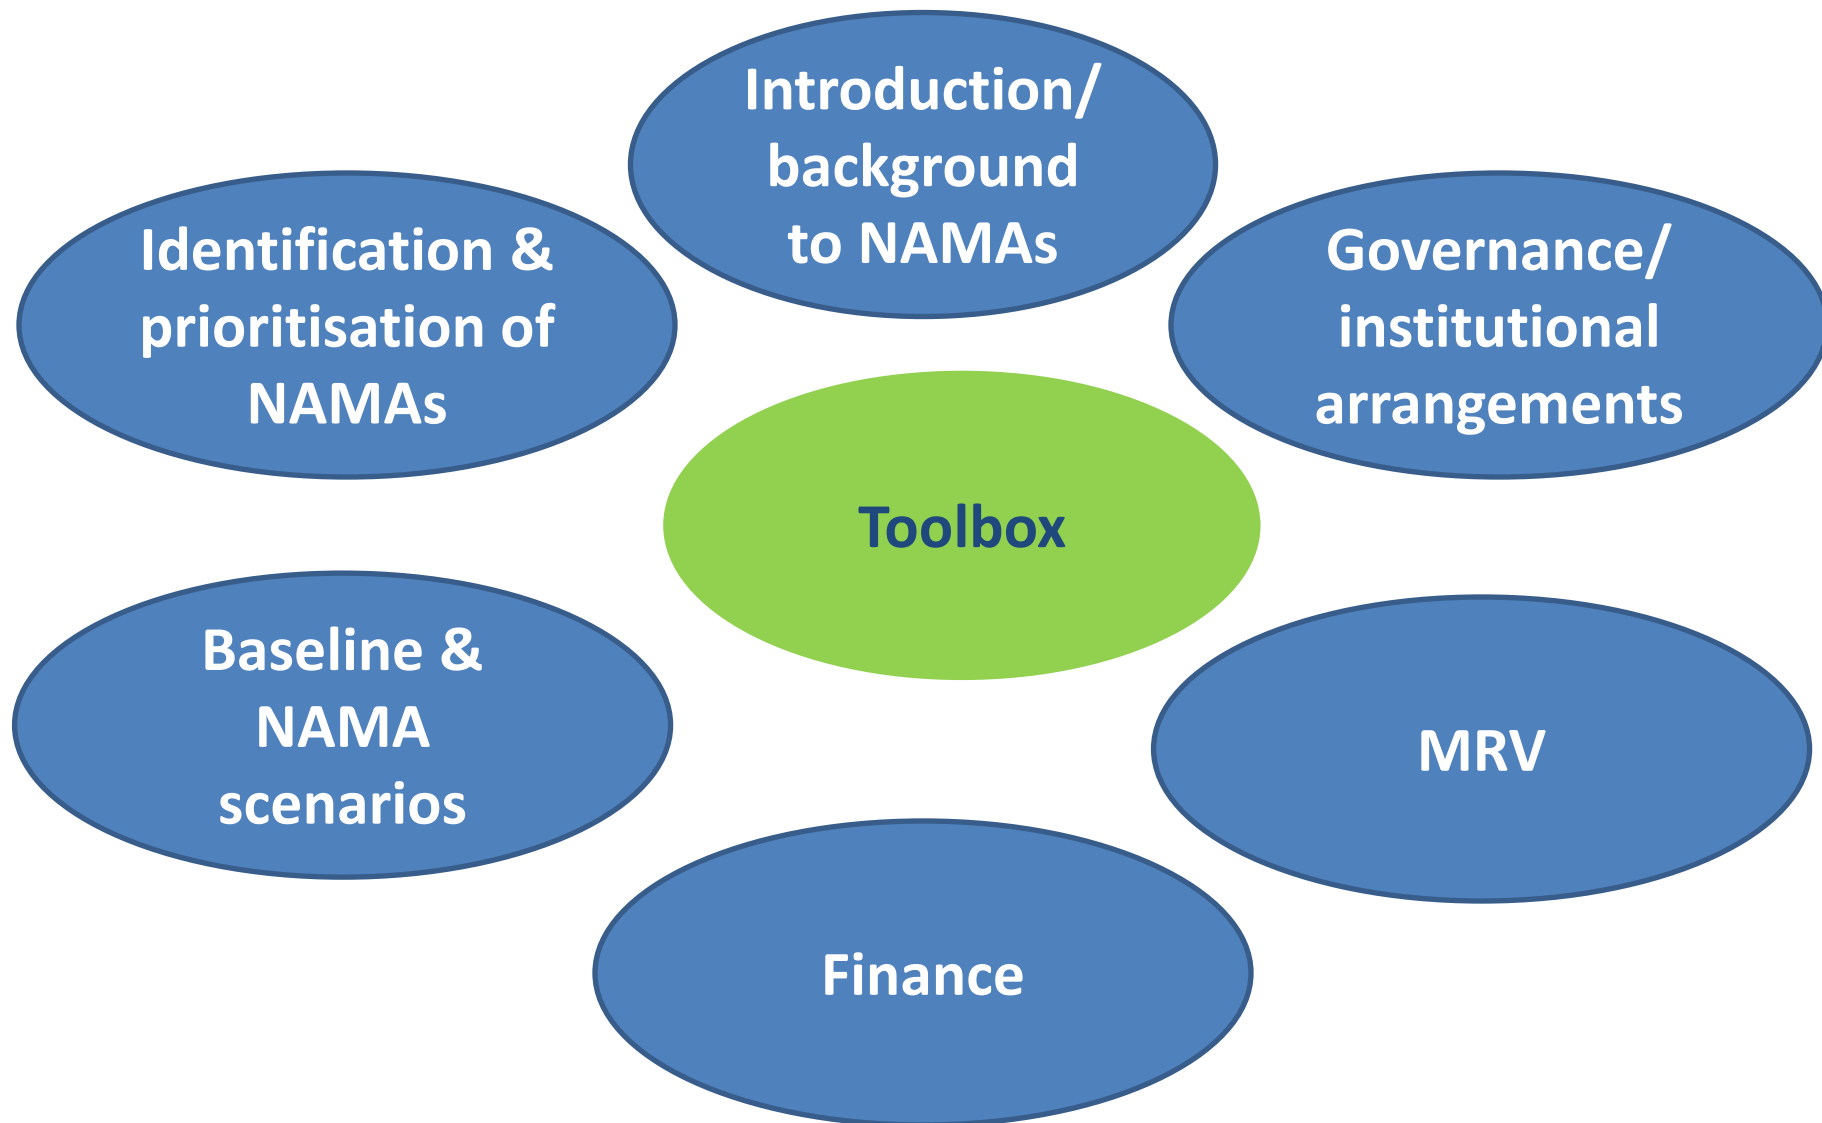 Introduction/
background
to NAMAs
Identification &
prioritisation of
NAMAs
Governance/
institutional
arrangements
Toolbox
Baseline &
NAMA
scenarios
MRV
Finance